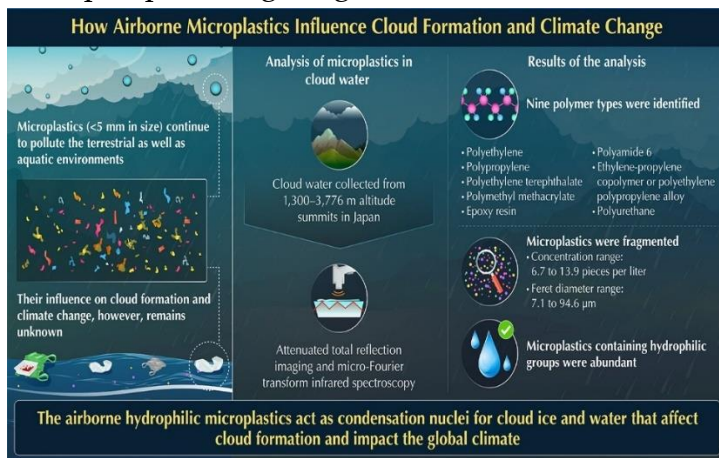 How Airborne Microplastics Influence Cloud Formation and Climate Change
Microplastics (<5 mm in size) continue
to pollute the terrestrial as well as
aquatic environments
Their influence on cloud formation and
climate change, however, remains
unknown
Analysis of microplastics in
cloud water
Cloud water collected from
1,300–3,776 m altitude
summits in Japan
Attenuated total reflection
imaging and micro-Fourier
transform infrared spectroscopy
Results of the analysis
Nine polymer types were identified
• Polyethylene
• Polypropylene
• Polyethylene terephthalate
• Polymethyl methacrylate
• Epoxy resin
• Polyamide 6
• Ethylene-propylene
copolymer or polyethylene
polypropylene alloy
• Polyurethane
Microplastics were fragmented
• Concentration range:
6.7 to 13.9 pieces per liter
• Feret diameter range:
7.1 to 94.6 µm
Microplastics containing hydrophilic
groups were abundant
The airborne hydrophilic microplastics act as condensation nuclei for cloud ice and water that affect
cloud formation and impact the global climate